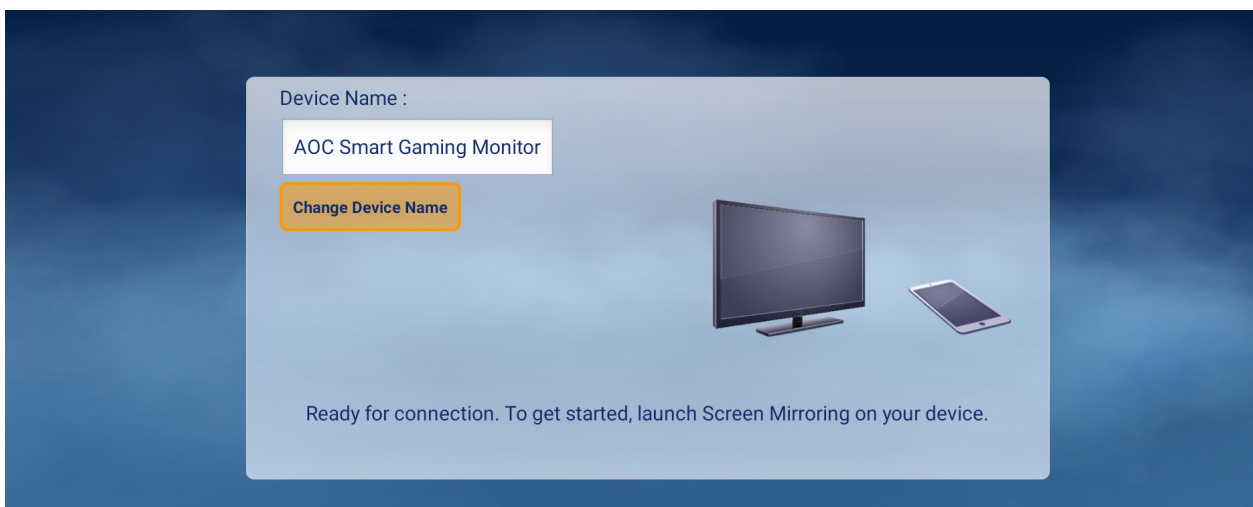 Device Name :
AOC Smart Gaming Monitor
Change Device Name
Ready for connection. To get started, launch Screen Mirroring on your device.